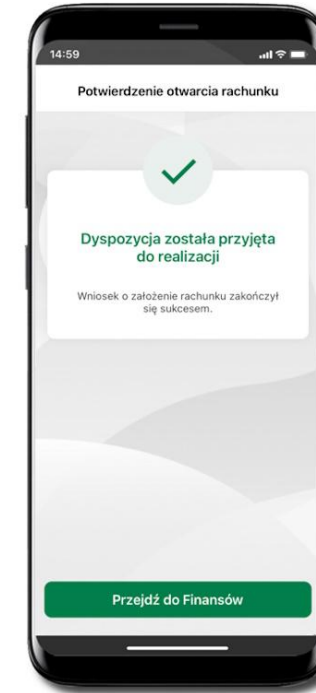 14:59
Potwierdzenie otwarcia rachunku
Dyspozycja została przyjęta
do realizacji
Wniosek o założenie rachunku zakończył
się sukcesem.
Przejdź do Finansów